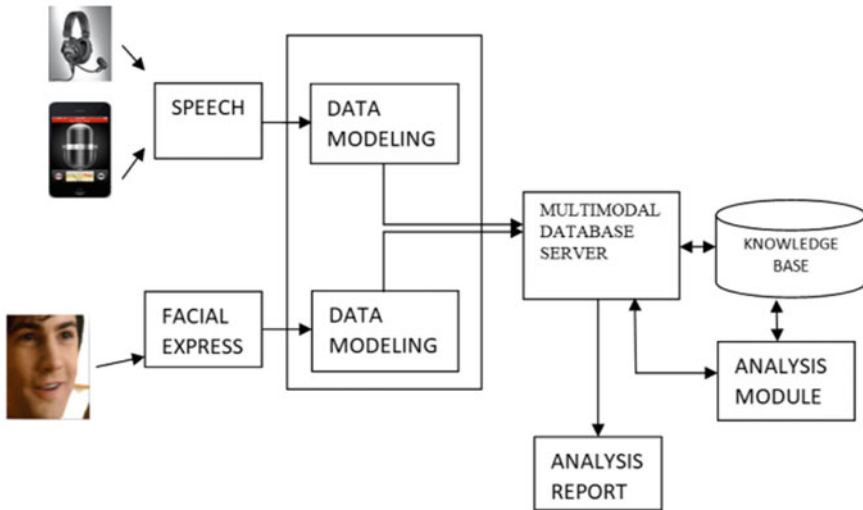 SPEECH
DATA
MODELING
MULTIMODAL
DATABASE
SERVER
KNOWLEDGE
BASE
FACIAL
EXPRESS
DATA
MODELING
ANALYSIS
MODULE
ANALYSIS
REPORT